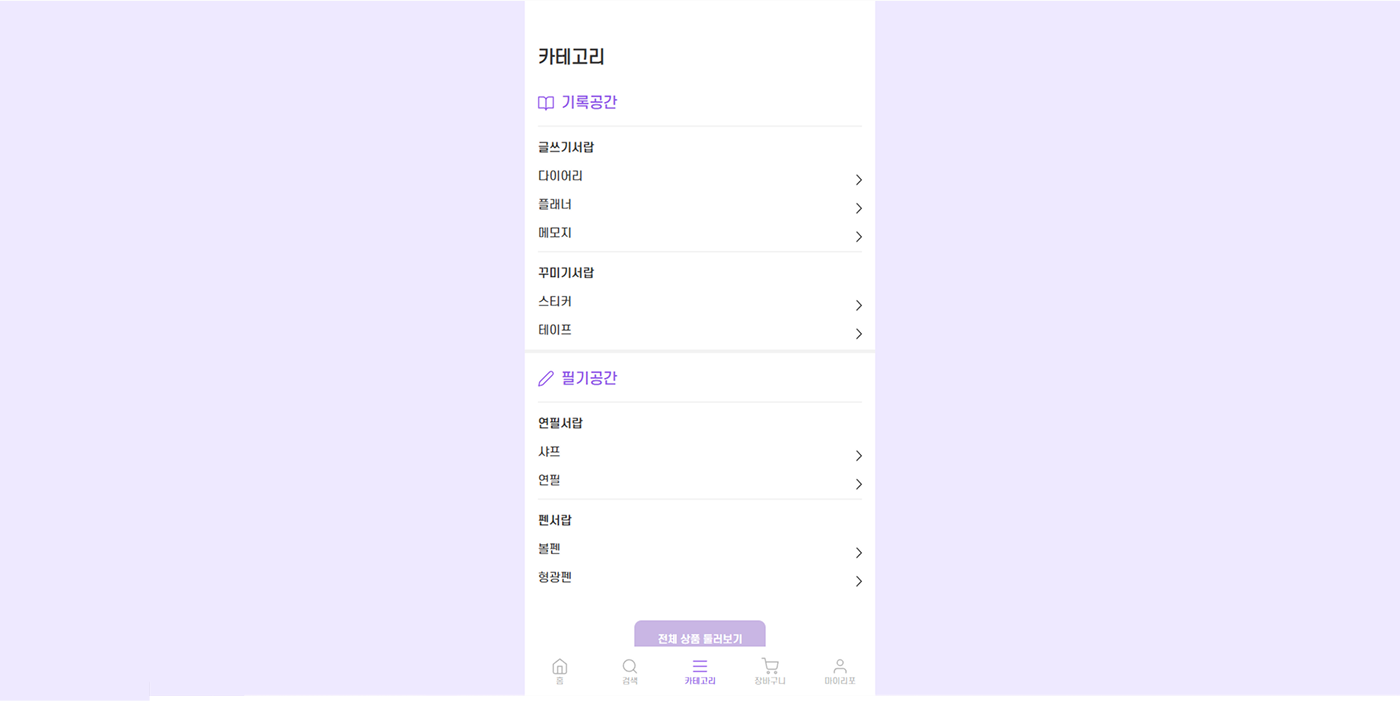 카테고리
기록공간
글쓰기서랍
다이어리
플래너
메모지
꾸미기서랍
스티커
테이프
필기공간
연필서랍
샤프
연필
펜서랍
볼펜
형광펜
전체 상품 둘러보기
홈 검색 카테고리 장바구니 마이리포